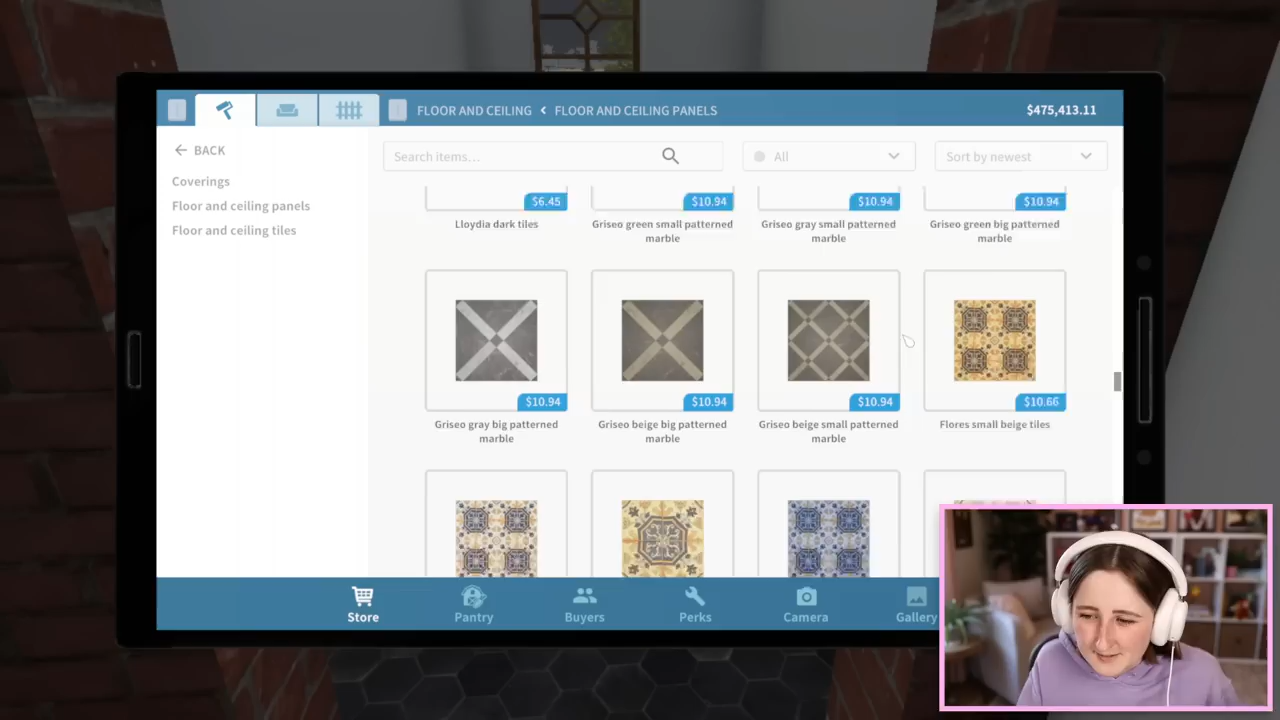 FLOOR AND CEILING < FLOOR AND CEILING PANELS $475,413.11
BACK
Coverings
Floor and ceiling panels
Floor and ceiling tiles
Search items... All Sort by newest
$6.45 $10.94 $10.94 $10.94
Lloydia dark tiles
Griseo green small patterned
marble
Griseo gray small patterned
marble
Griseo green big patterned
marble
$10.94 $10.94 $10.94 $10.66
Griseo gray big patterned
marble
Griseo beige big patterned
marble
Griseo beige small patterned
marble
Flores small beige tiles
Store Pantry Buyers Perks Camera Gallery